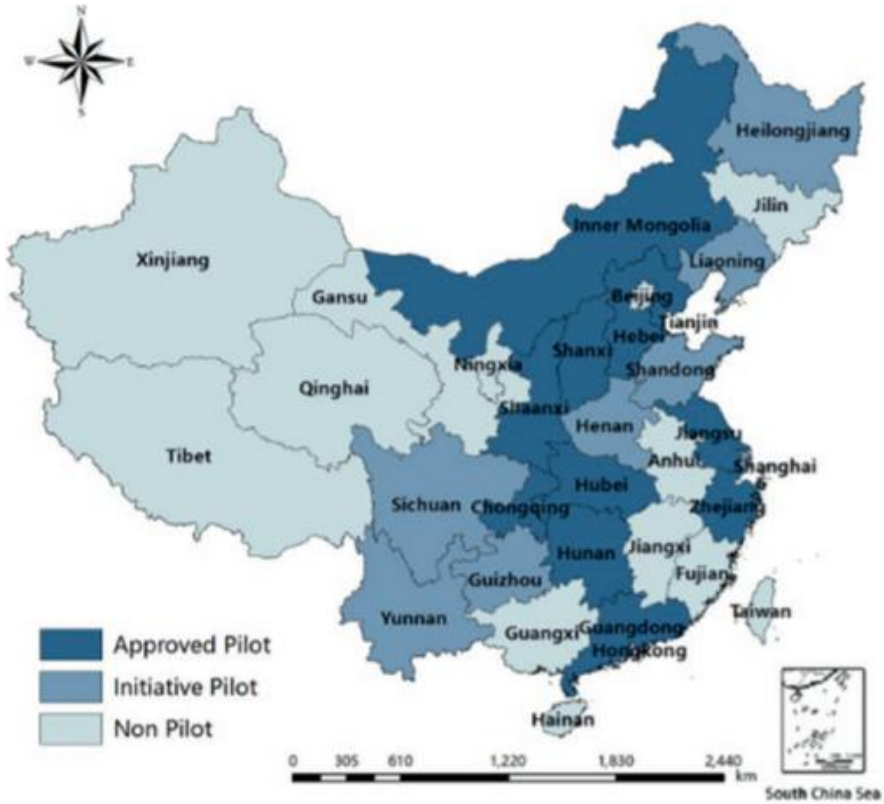 N
W E
S
Heilongjiang
Jilin
Inner Mongolia
Liaoning
Xinjiang
Gansu
Beijing
Tianjin
Hebei
Shanxi
Ningxia
Shandong
Qinghai
Shaanxi
Henan
Jiangsu
Tibet
Anhui
Shanghai
Hubei
Sichuan
Chongqing
Zhejiang
Hunan
Jiangxi
Guizhou
Fujian
Yunnan
Taiwan
Guangxi
Guangdong
Hongkong
Hainan
Approved Pilot
Initiative Pilot
Non Pilot
0 305 610 1,220 1,830 2,440
km
South China Sea